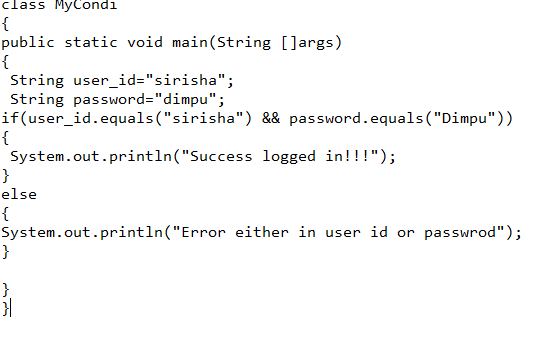 class MyCondi
{
public static void main(String []args)
{
String user_id="sirisha";
String password="dimpu";
if(user_id.equals("sirisha") && password.equals("Dimpu"))
{
System.out.println("Success logged in!!!");
}
else
{
System.out.println("Error either in user id or passwrod");
}
}
}